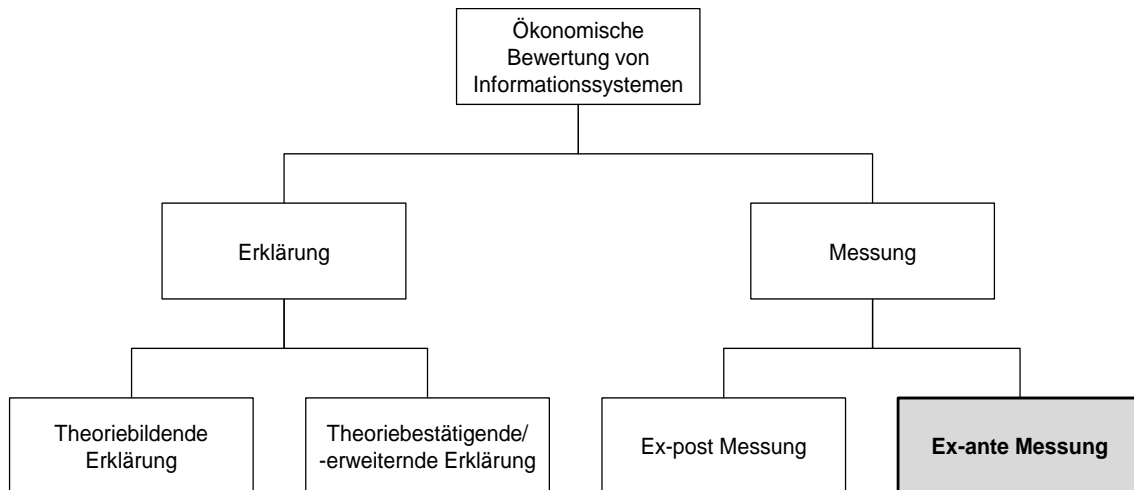 Ökonomische
Bewertung von
Informationssystemen
Erklärung
Messung
Theoriebildende
Erklärung
Theoriebestätigende/
-erweiternde Erklärung
Ex-post Messung
Ex-ante Messung